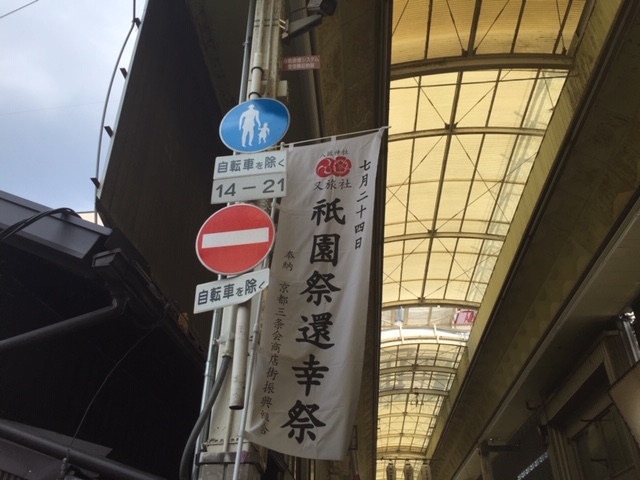 自転車を除く
14-21
自転車を除く
八坂神社
又旅社
七月二十四日
祇園祭還幸祭
奉納 京都三条会商店街振興組合